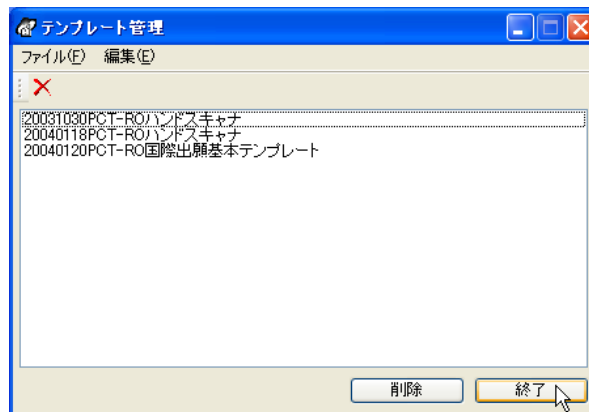 テンプレート管理
ファイル(F) 編集(E)
20031030PCT-ROハンドスキャナ
20040118PCT-ROハンドスキャナ
20040120PCT-RO国際出願基本テンプレート
削除 終了